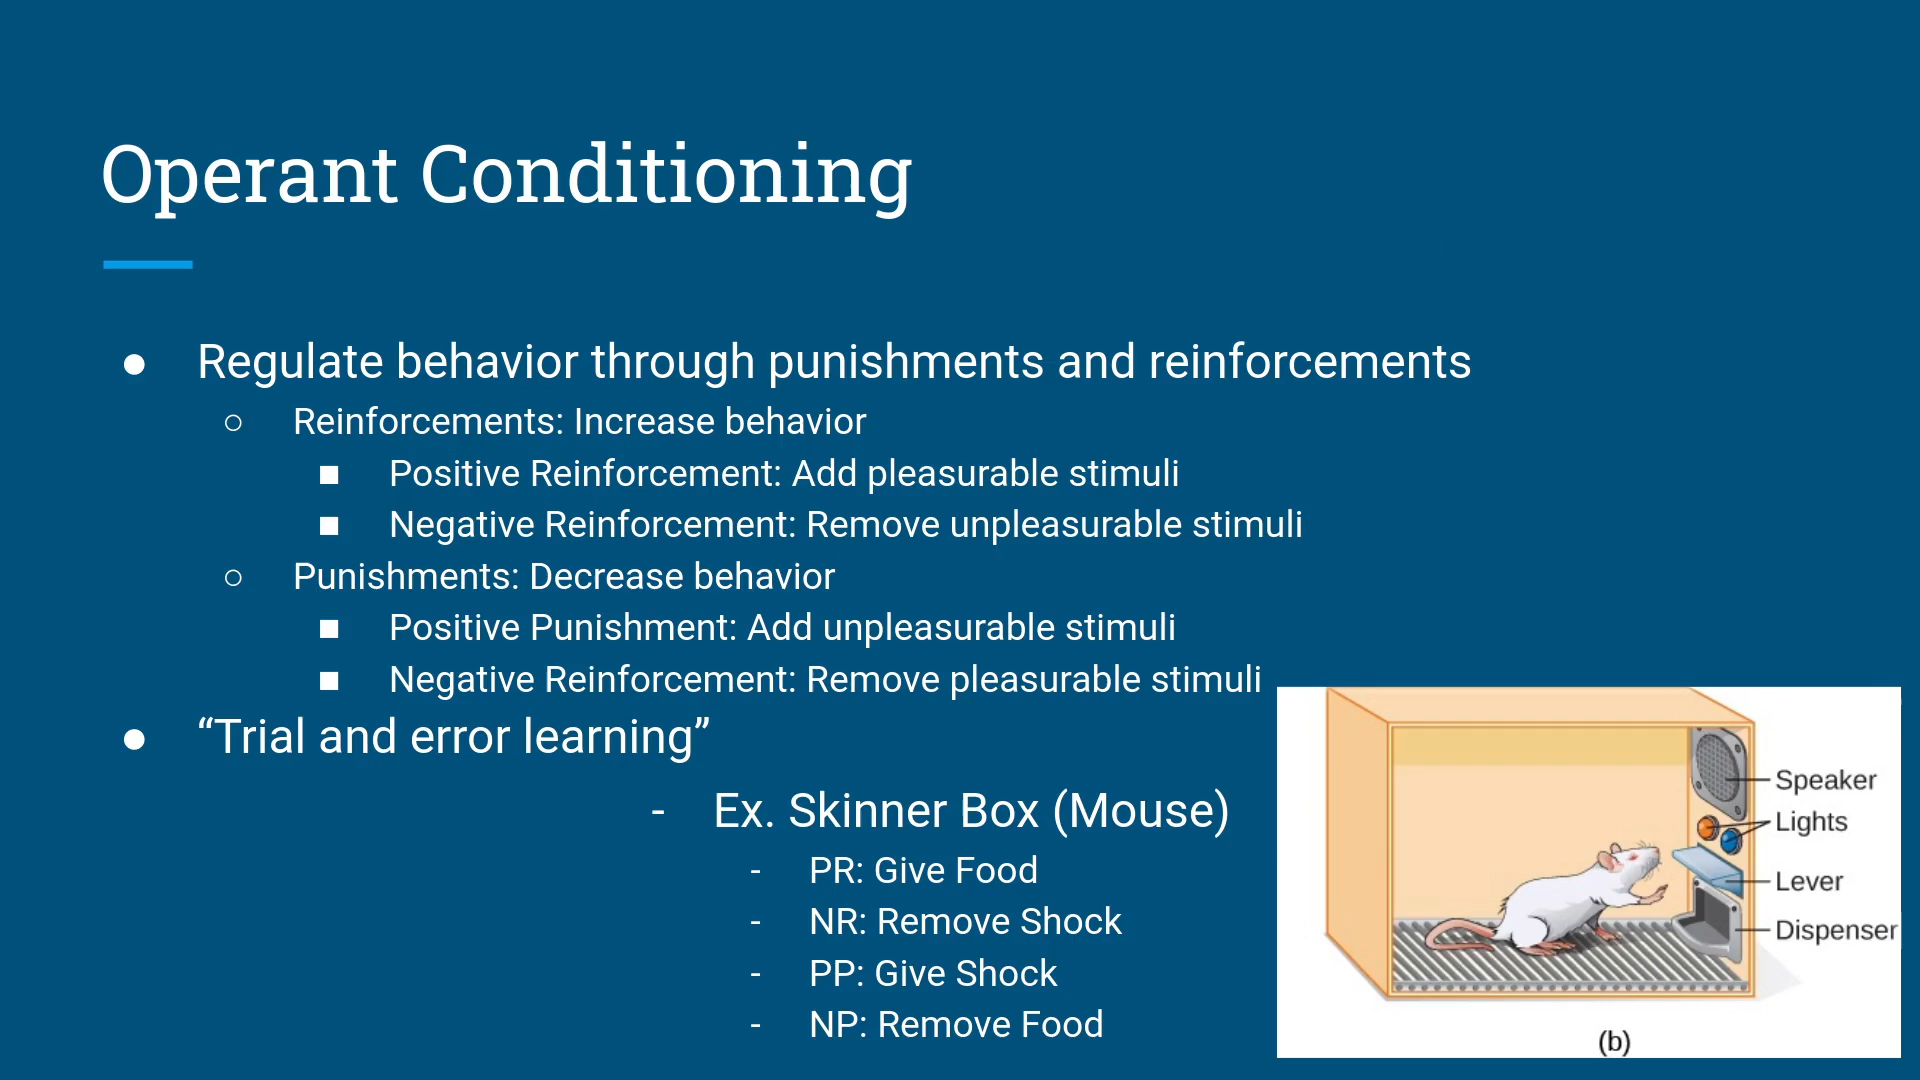 Operant Conditioning
● Regulate behavior through punishments and reinforcements
○ Reinforcements: Increase behavior
■ Positive Reinforcement: Add pleasurable stimuli
■ Negative Reinforcement: Remove unpleasurable stimuli
○ Punishments: Decrease behavior
■ Positive Punishment: Add unpleasurable stimuli
■ Negative Reinforcement: Remove pleasurable stimuli
● “Trial and error learning”
- Ex. Skinner Box (Mouse)
- PR: Give Food
- NR: Remove Shock
- PP: Give Shock
- NP: Remove Food
Speaker
Lights
Lever
Dispenser
(b)